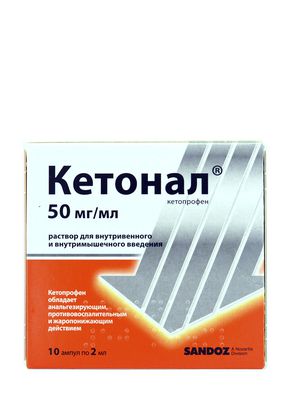 Кетонал®
кетопрофен
50 мг/мл
раствор для внутривенного
и внутримышечного введения
Кетопрофен
обладает
анальгезирующим,
противовоспалительным
и жаропонижающим
действием
10 ампул по 2 мл
SANDOZ A Novartis
Division